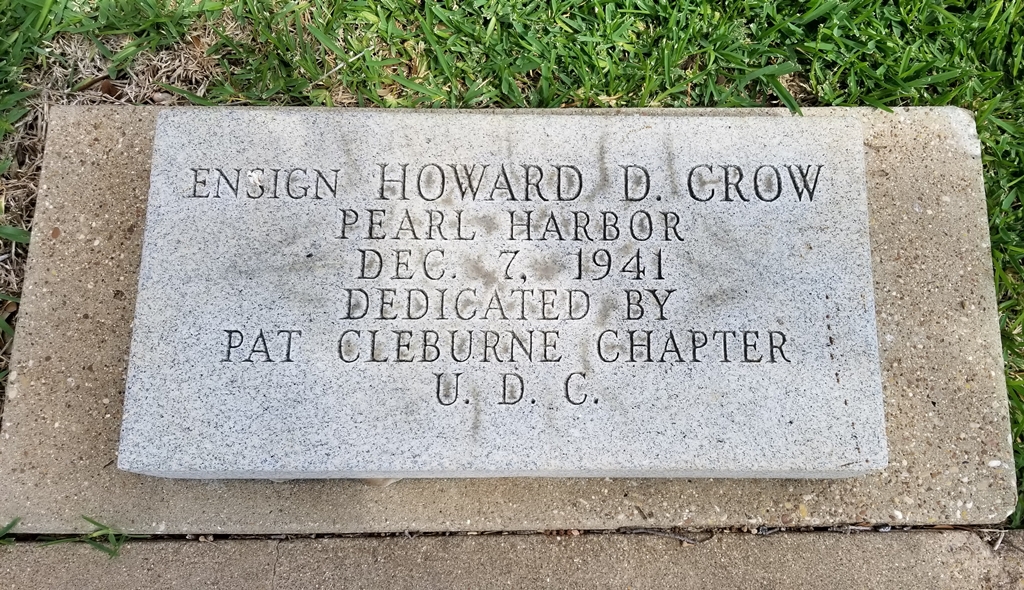 ENSIGN HOWARD D. CROW
PEARL HARBOR
DEC. 7, 1941
DEDICATED BY
PAT CLEBURNE CHAPTER
U. D. C.